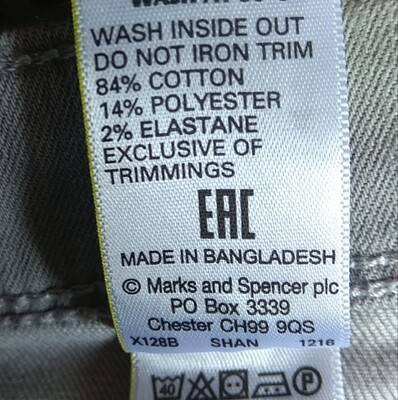 WASH INSIDE OUT
DO NOT IRON TRIM
84% COTTON
14% POLYESTER
2% ELASTANE
EXCLUSIVE OF
TRIMMINGS
EAC
MADE IN BANGLADESH
© Marks and Spencer plc
PO Box 3339
Chester CH99 9QS
X128B SHAN 1216
40 P